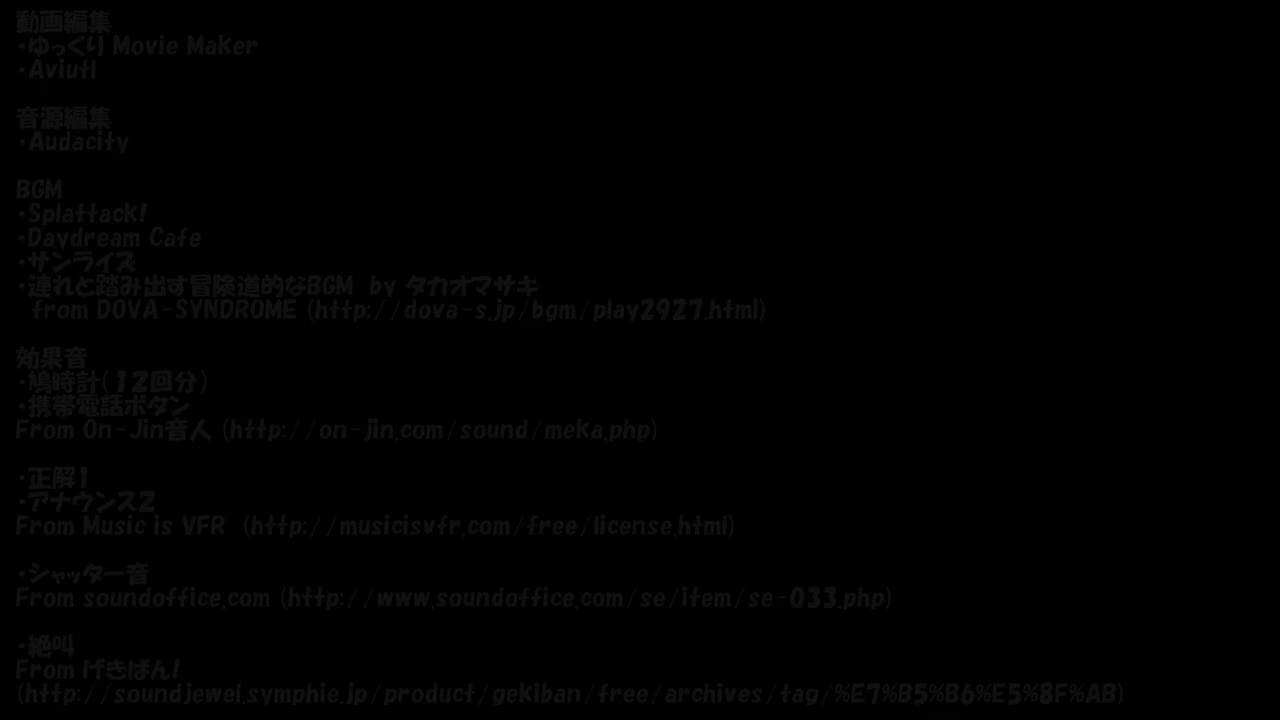 動画編集
・ゆっくり Movie Maker
・Aviutl
音源編集
・Audacity
BGM
・Splattack!
・Daydream Cafe
・サンライズ
・連れと踏み出す冒険道的なBGM by タカオマサキ
from DOVA-SYNDROME (http://dova-s.jp/bgm/play2927.html)
効果音
・鳩時計(12回分)
・携帯電話ボタン
From On-Jin音人 (http://on-jin.com/sound/meka.php)
・正解1
・アナウンス2
From Music is VFR (http://musicisvfr.com/free/license.html)
・シャッター音
From soundoffice.com (http://www.soundoffice.com/se/item/se-033.php)
・絶叫
From げきばん!
(http://soundjewel.symphie.jp/product/gekiban/free/archives/tag/%E7%B5%B6%E5%8F%AB)